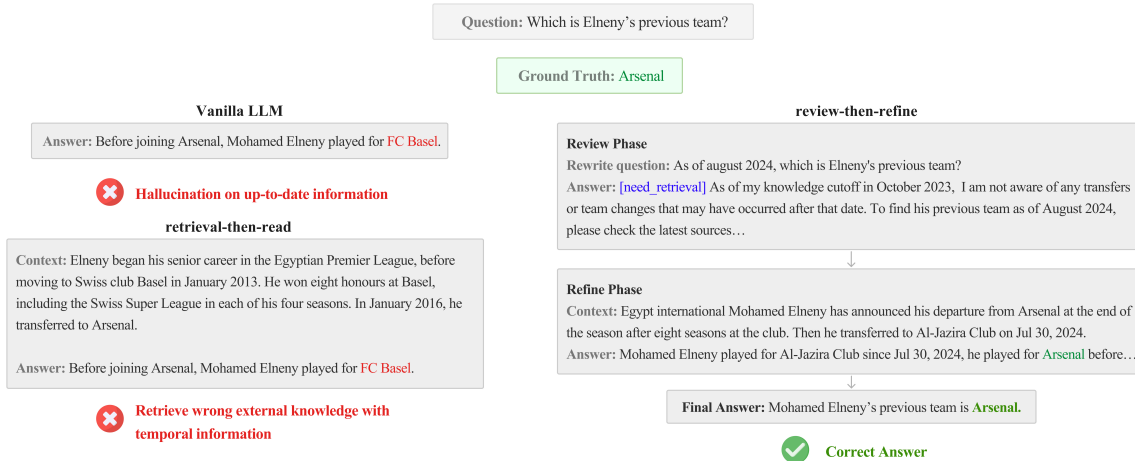 Question: Which is Elneny’s previous team?
Ground Truth: Arsenal
Vanilla LLM
Answer: Before joining Arsenal, Mohamed Elneny played for FC Basel.
Hallucination on up-to-date information
retrieval-then-read
Context: Elneny began his senior career in the Egyptian Premier League, before
moving to Swiss club Basel in January 2013. He won eight honours at Basel,
including the Swiss Super League in each of his four seasons. In January 2016, he
transferred to Arsenal.
Answer: Before joining Arsenal, Mohamed Elneny played for FC Basel.
Retrieve wrong external knowledge with
temporal information
review-then-refine
Review Phase
Rewrite question: As of august 2024, which is Elneny's previous team?
Answer: [need_retrieval] As of my knowledge cutoff in October 2023, I am not aware of any transfers
or team changes that may have occurred after that date. To find his previous team as of August 2024,
please check the latest sources…
Refine Phase
Context: Egypt international Mohamed Elneny has announced his departure from Arsenal at the end of
the season after eight seasons at the club. Then he transferred to Al-Jazira Club on Jul 30, 2024.
Answer: Mohamed Elneny played for Al-Jazira Club since Jul 30, 2024, he played for Arsenal before…
Final Answer: Mohamed Elneny’s previous team is Arsenal.
Correct Answer